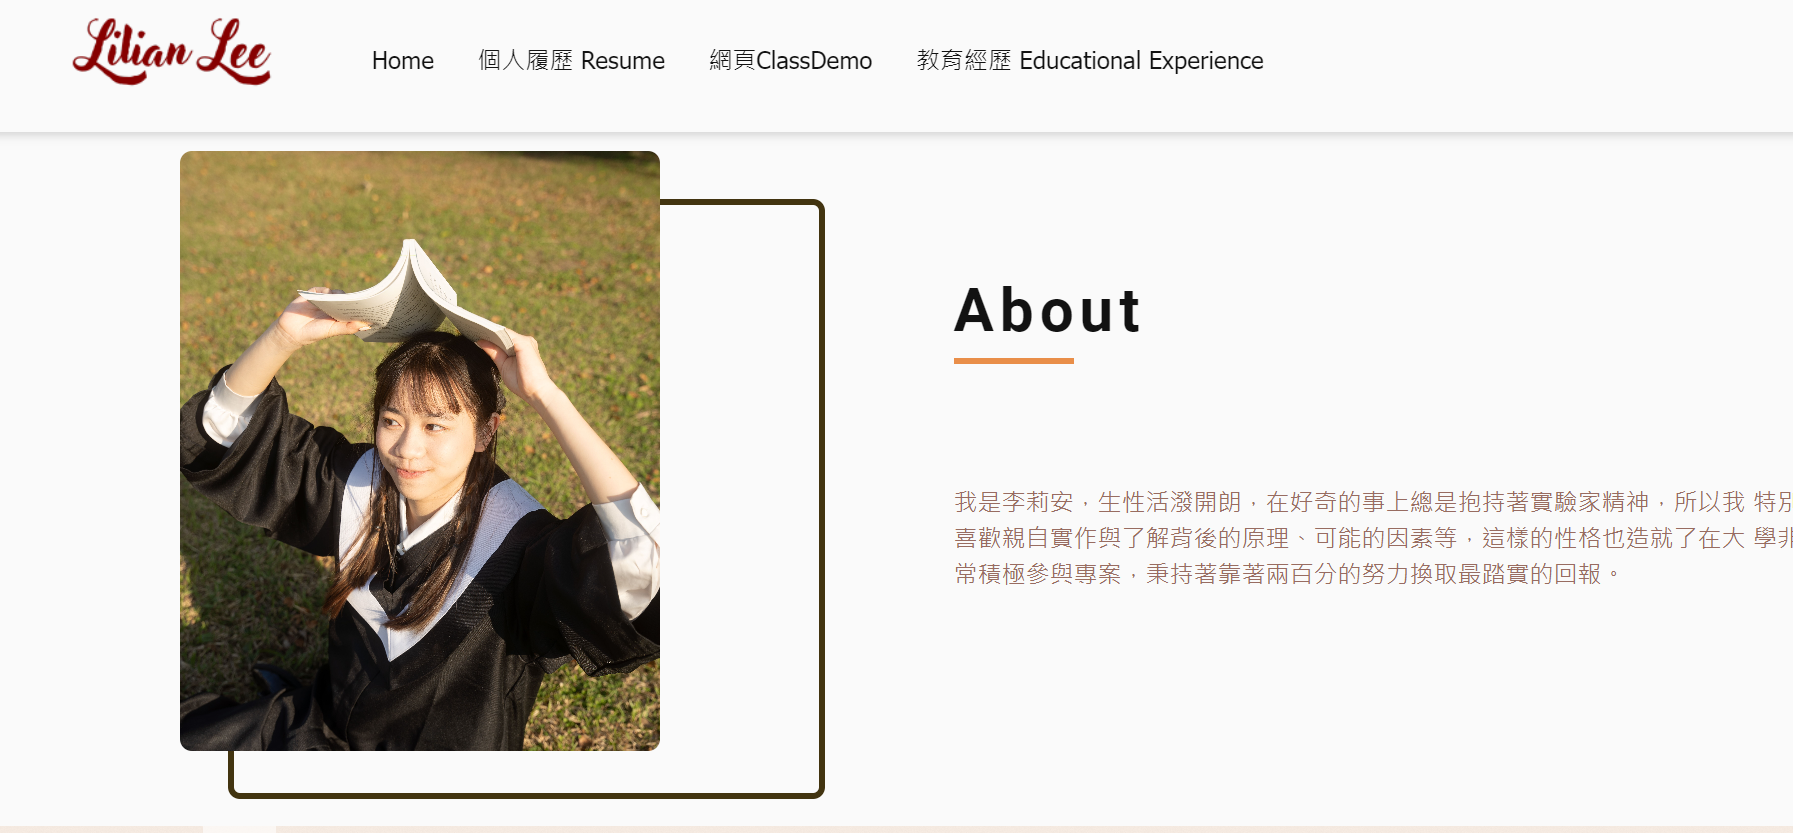 Lilian Lee
Home 個人履歷 Resume 網頁ClassDemo 教育經歷 Educational Experience
About
我是李莉安，生性活潑開朗，在好奇的事上總是抱持著實驗家精神，所以我 特別
喜歡親自實作與了解背後的原理、可能的因素等，這樣的性格也造就了在大 學非
常積極參與專案，秉持著靠著兩百分的努力換取最踏實的回報。